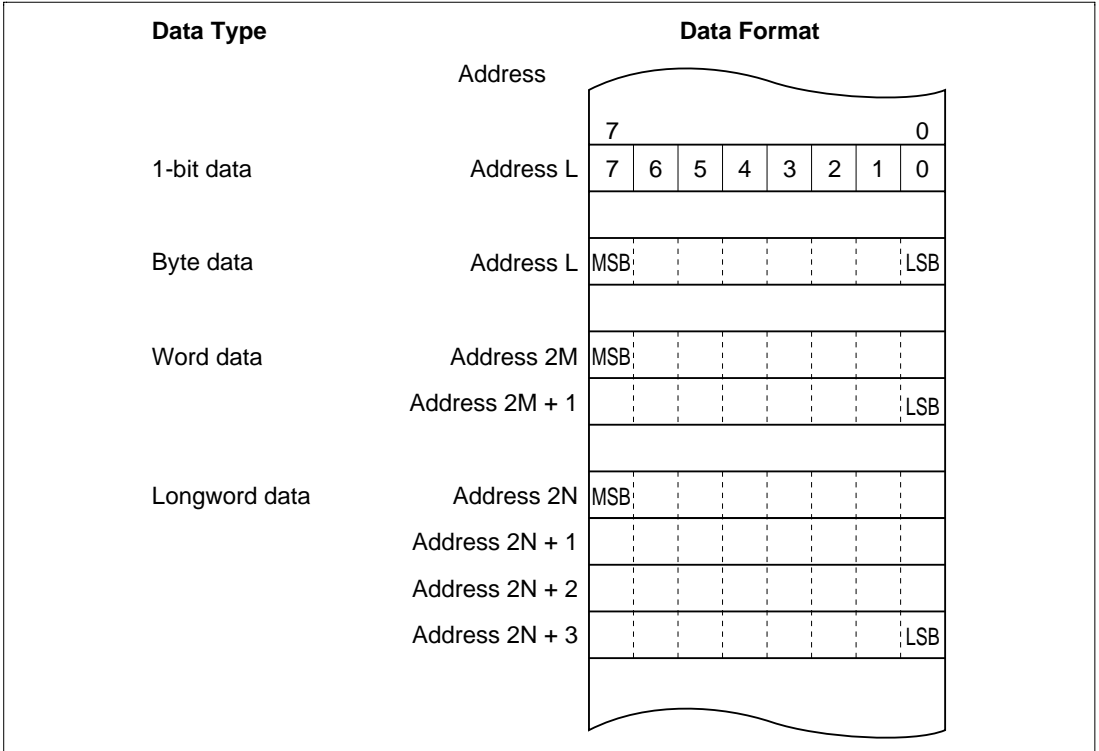 Data Type Data Format
Address
7 0
1-bit data Address L 7 6 5 4 3 2 1 0
Byte data Address L MSB LSB
Word data Address 2M MSB
Address 2M + 1 LSB
Longword data Address 2N MSB
Address 2N + 1
Address 2N + 2
Address 2N + 3 LSB